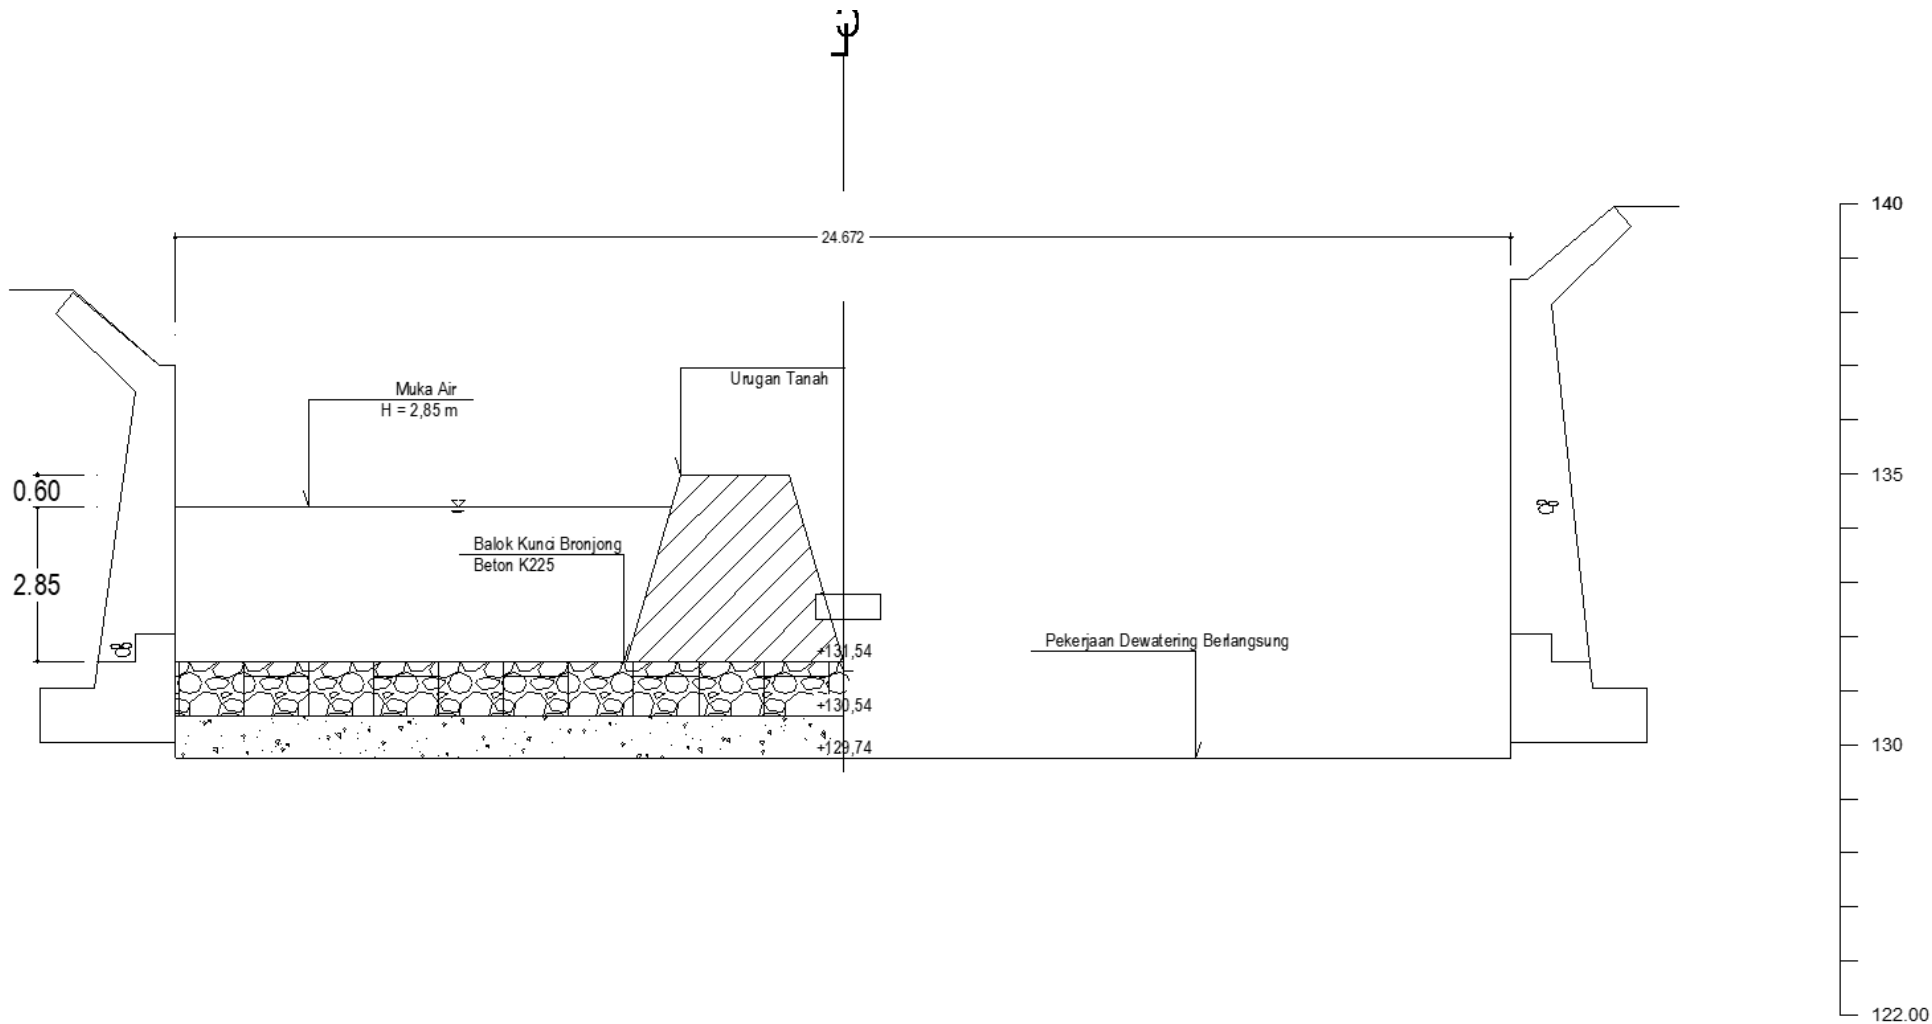 140
24.672
Urugan Tanah
Muka Air
H = 2,85 m
135
0.60
Balok Kunci Bronjong
Beton K225
2.85
Pekerjaan Dewatering Berlangsung
+131,54
+130,54
+129,74
130
122.00